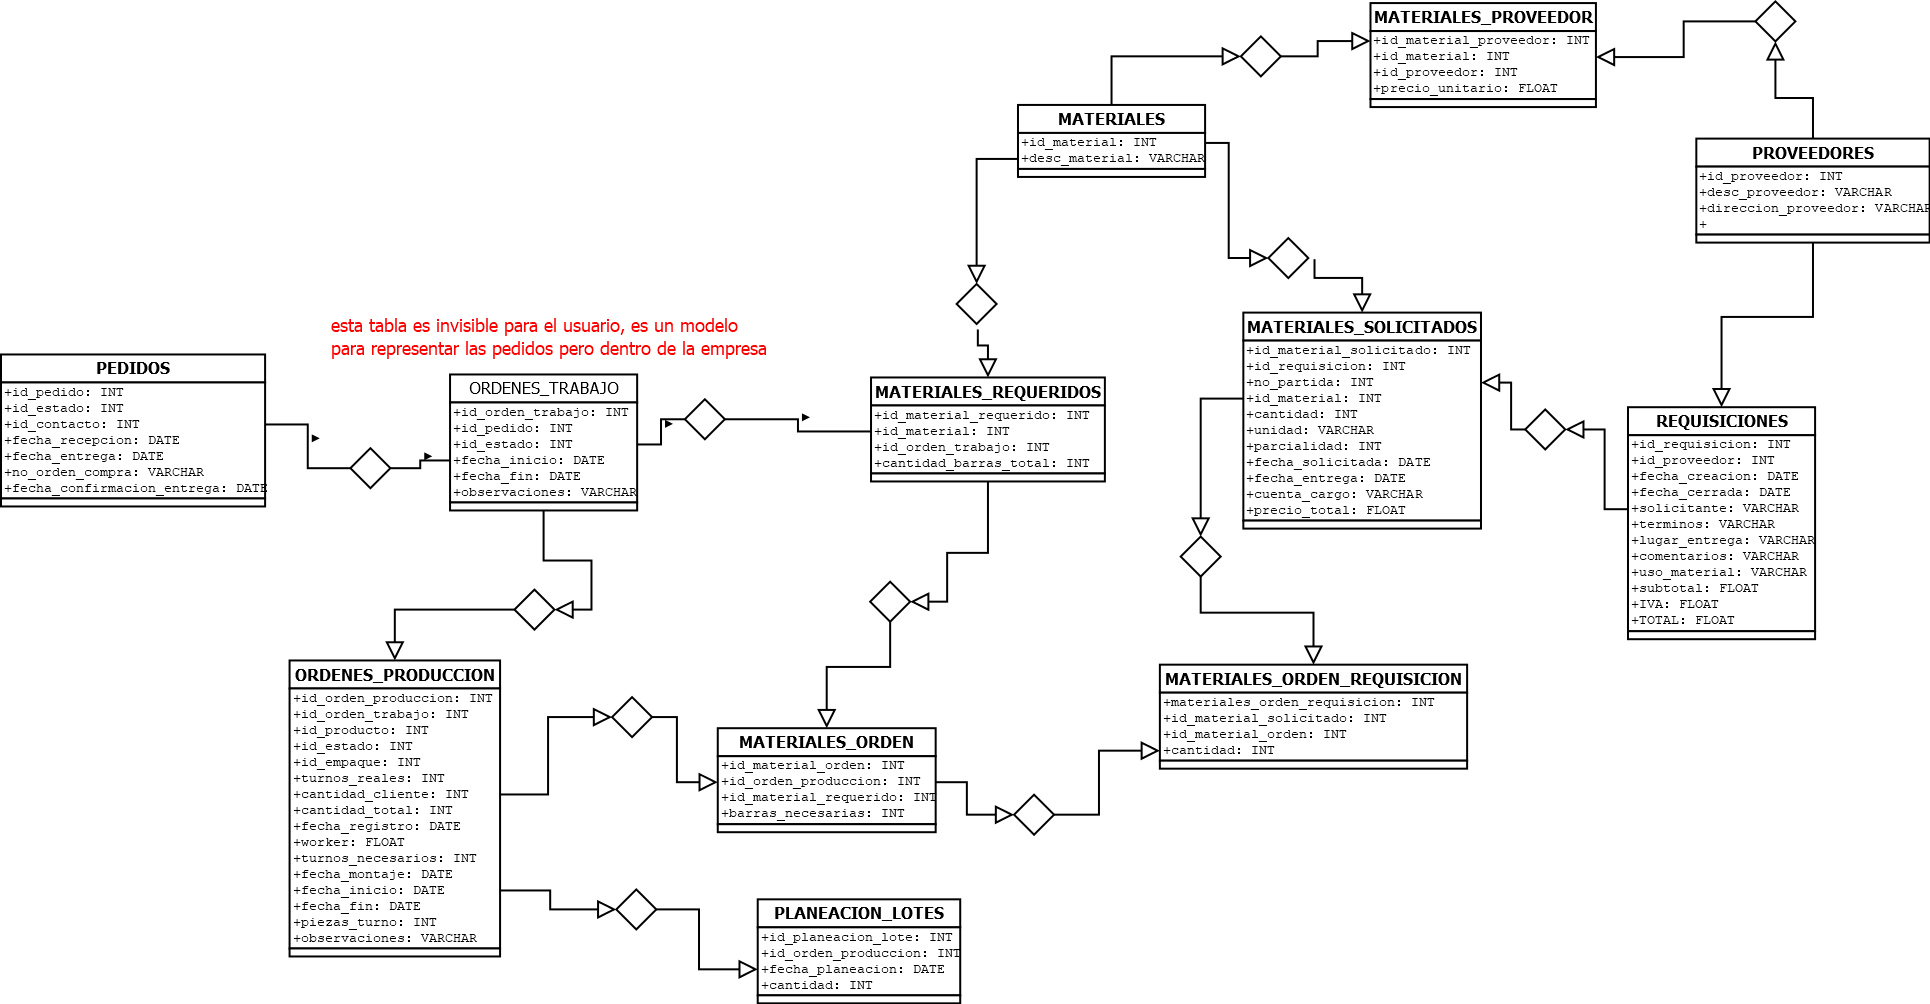 MATERIALES_PROVEEDOR
+id_material_proveedor: INT
+id_material: INT
+id_proveedor: INT
+precio_unitario: FLOAT
MATERIALES
+id_material: INT
+desc_material: VARCHAR
PROVEEDORES
+id_proveedor: INT
+desc_proveedor: VARCHAR
+direccion_proveedor: VARCHAR
+
esta tabla es invisible para el usuario, es un modelo
para representar las pedidos pero dentro de la empresa
PEDIDOS
+id_pedido: INT
+id_estado: INT
+id_contacto: INT
+fecha_recepcion: DATE
+fecha_entrega: DATE
+no_orden_compra: VARCHAR
+fecha_confirmacion_entrega: DATE
ORDENES_TRABAJO
+id_orden_trabajo: INT
+id_pedido: INT
+id_estado: INT
+fecha_inicio: DATE
+fecha_fin: DATE
+observaciones: VARCHAR
MATERIALES_REQUERIDOS
+id_material_requerido: INT
+id_material: INT
+id_orden_trabajo: INT
+cantidad_barras_total: INT
MATERIALES_SOLICITADOS
+id_material_solicitado: INT
+id_requisicion: INT
+no_partida: INT
+id_material: INT
+cantidad: INT
+unidad: VARCHAR
+parcialidad: INT
+fecha_solicitada: DATE
+fecha_entrega: DATE
+cuenta_cargo: VARCHAR
+precio_total: FLOAT
REQUISICIONES
+id_requisicion: INT
+id_proveedor: INT
+fecha_creacion: DATE
+fecha_cerrada: DATE
+solicitante: VARCHAR
+terminos: VARCHAR
+lugar_entrega: VARCHAR
+comentarios: VARCHAR
+uso_material: VARCHAR
+subtotal: FLOAT
+IVA: FLOAT
+TOTAL: FLOAT
ORDENES_PRODUCCION
+id_orden_produccion: INT
+id_orden_trabajo: INT
+id_producto: INT
+id_estado: INT
+id_empaque: INT
+turnos_reales: INT
+cantidad_cliente: INT
+cantidad_total: INT
+fecha_registro: DATE
+worker: FLOAT
+turnos_necesarios: INT
+fecha_montaje: DATE
+fecha_inicio: DATE
+fecha_fin: DATE
+piezas_turno: INT
+observaciones: VARCHAR
MATERIALES_ORDEN
+id_material_orden: INT
+id_orden_produccion: INT
+id_material_requerido: INT
+barras_necesarias: INT
MATERIALES_ORDEN_REQUISICION
+materiales_orden_requisicion: INT
+id_material_solicitado: INT
+id_material_orden: INT
+cantidad: INT
PLANEACION_LOTES
+id_planeacion_lote: INT
+id_orden_produccion: INT
+fecha_planeacion: DATE
+cantidad: INT